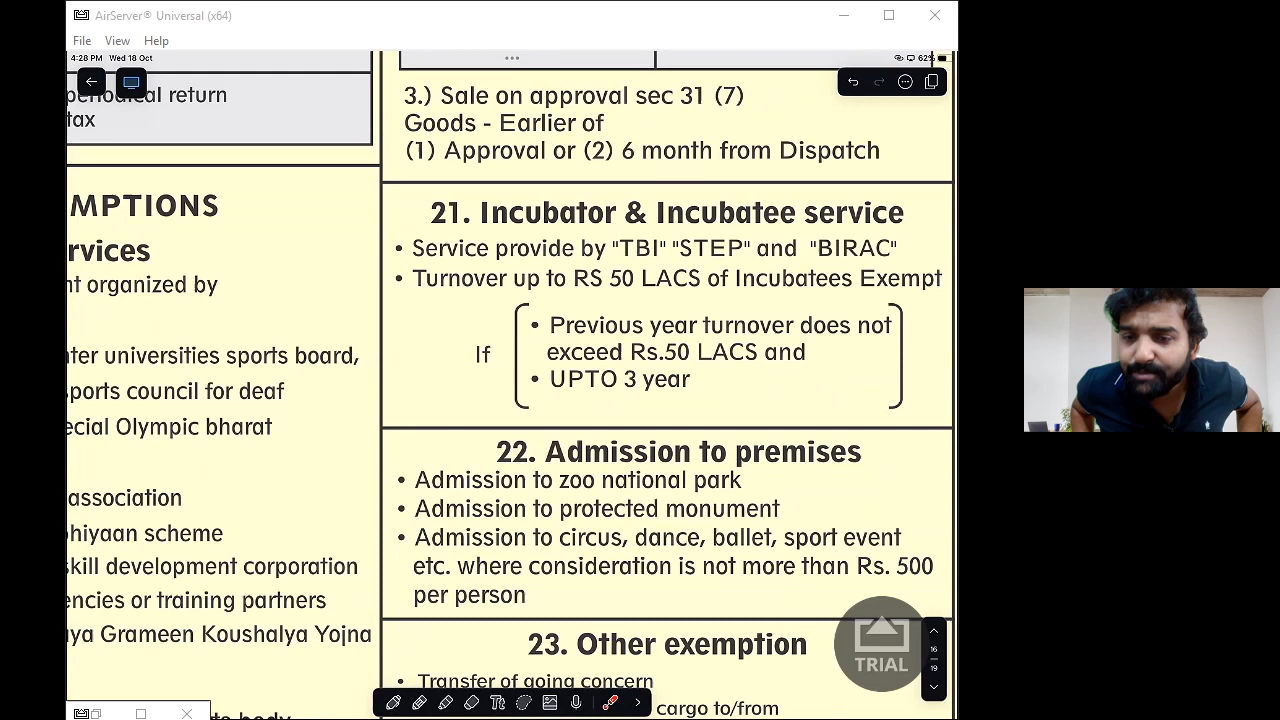 AirServer® Universal (x64)
File View Help
4:28 PM Wed 18 Oct
62%
periodical return
tax
MPTIONS
rvices
nt organized by
nter universities sports board,
sports council for deaf
ecial Olympic bharat
association
bhiyaan scheme
skill development corporation
encies or training partners
aya Grameen Koushalya Yojna
body
3.) Sale on approval sec 31 (7)
Goods - Earlier of
(1) Approval or (2) 6 month from Dispatch
21. Incubator & Incubatee service
• Service provide by "TBI" "STEP" and "BIRAC"
• Turnover up to RS 50 LACS of Incubatees Exempt
If
• Previous year turnover does not
exceed Rs.50 LACS and
• UPTO 3 year
22. Admission to premises
• Admission to zoo national park
• Admission to protected monument
• Admission to circus, dance, ballet, sport event
etc. where consideration is not more than Rs. 500
per person
23. Other exemption
• Transfer of going concern
cargo to/from
TRIAL
16
19